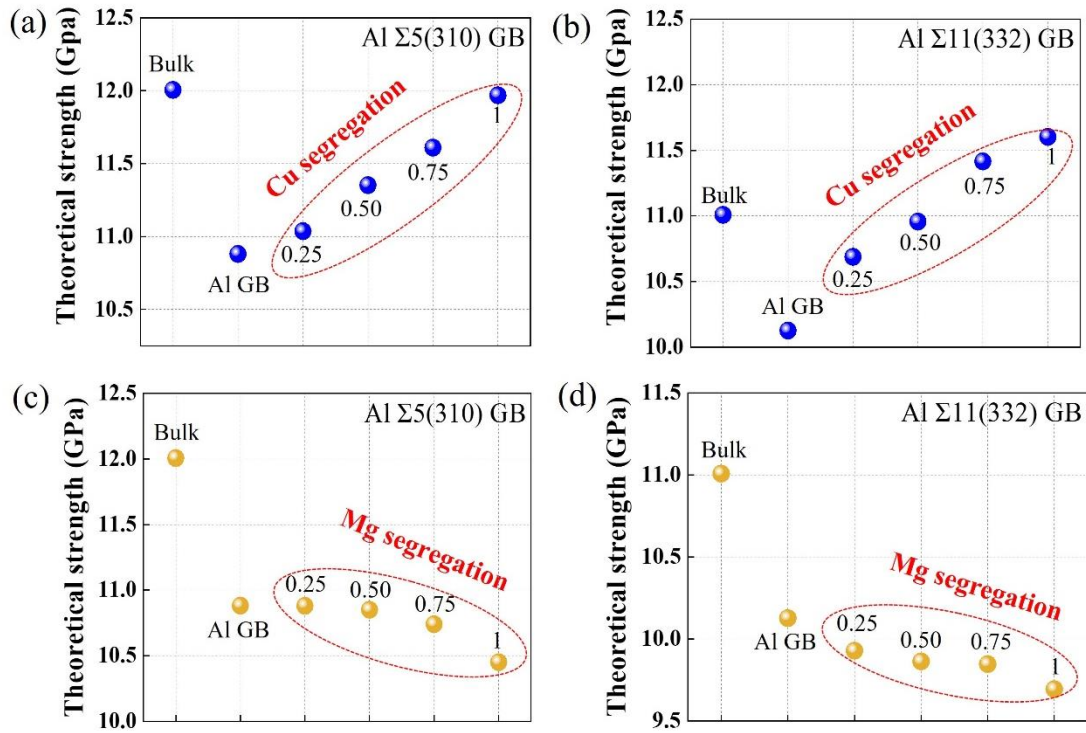 (a)
Theoretical strength (Gpa)
12.5
12.0
11.5
11.0
10.5
Al Σ5(310) GB
Bulk
Al GB
Cu segregation
0.25
0.50
0.75
1
(b)
Theoretical strength (Gpa)
12.5
12.0
11.5
11.0
10.5
10.0
Al Σ11(332) GB
Bulk
Al GB
Cu segregation
0.25
0.50
0.75
1
(c)
Theoretical strength (GPa)
12.5
12.0
11.5
11.0
10.5
10.0
Al Σ5(310) GB
Bulk
Al GB
Mg segregation
0.25
0.50
0.75
1
(d)
Theoretical strength (GPa)
11.5
11.0
10.5
10.0
9.5
Al Σ11(332) GB
Bulk
Al GB
Mg segregation
0.25
0.50
0.75
1